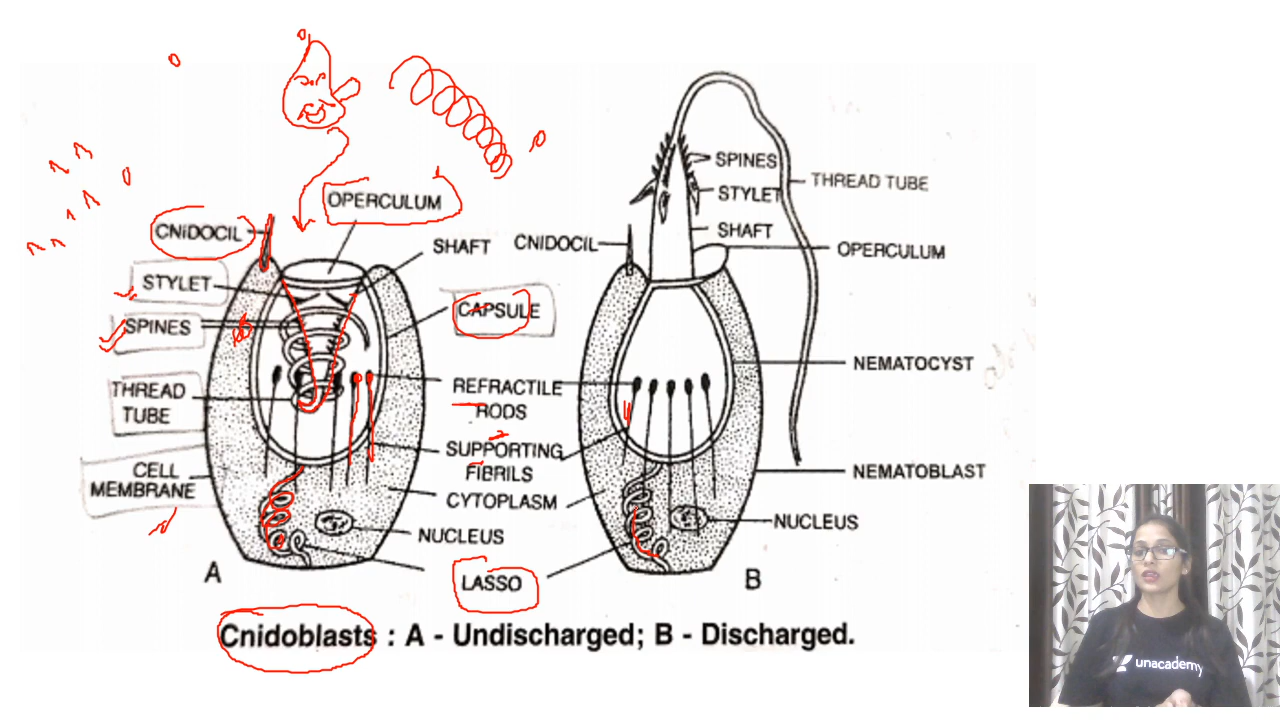 OPERCULUM
CNIDOCIL
SHAFT
STYLET
CAPSULE
SPINES
THREAD
TUBE
REFRACTILE
RODS
SUPPORTING
FIBRILS
CELL
MEMBRANE
CYTOPLASM
NUCLEUS
LASSO
A
SPINES
THREAD TUBE
STYLET
SHAFT
CNIDOCIL
OPERCULUM
NEMATOCYST
NEMATOBLAST
NUCLEUS
B
Cnidoblasts : A - Undischarged; B - Discharged.
unacademy